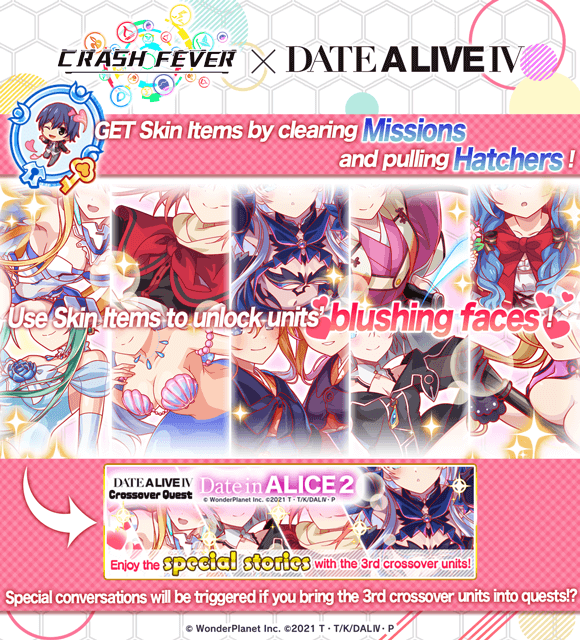 CRASH FEVER × DATE A LIVE IV
GET Skin Items by clearing Missions
and pulling Hatchers!
Use Skin Items to unlock units' blushing faces!
DATE A LIVE IV
Crossover Quest
Date in ALICE 2
© WonderPlanet Inc. ©2021 T・T/K/DALⅣ・P
Enjoy the special stories with the 3rd crossover units!
Special conversations will be triggered if you bring the 3rd crossover units into quests!?
© WonderPlanet Inc. ©2021 T・T/K/DALⅣ・P